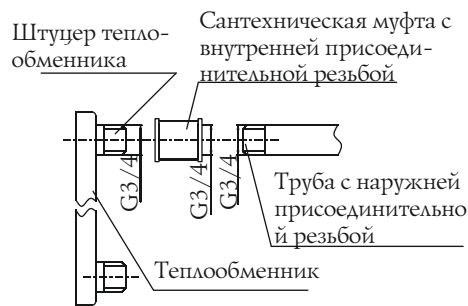 Штуцер тепло-
обменника
Сантехническая муфта с
внутренней присоеди-
нительной резьбой
G3/4
G3/4
G3/4
Труба с наружней
присоединительно
й резьбой
Теплообменник